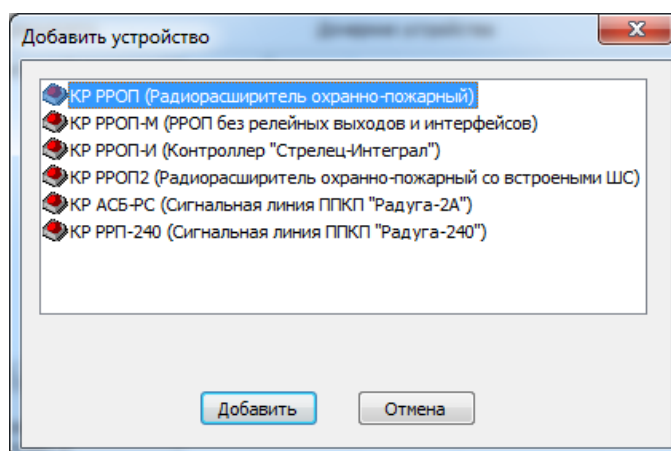 Добавить устройство
КР РРОП (Радиорасширитель охранно-пожарный)
КР РРОП-М (РРОП без релейных выходов и интерфейсов)
КР РРОП-И (Контроллер "Стрелец-Интеграл")
КР РРОП2 (Радиорасширитель охранно-пожарный со встроеными ШС)
КР АСБ-РС (Сигнальная линия ППКП "Радуга-2А")
КР РРП-240 (Сигнальная линия ППКП "Радуга-240")
Добавить
Отмена